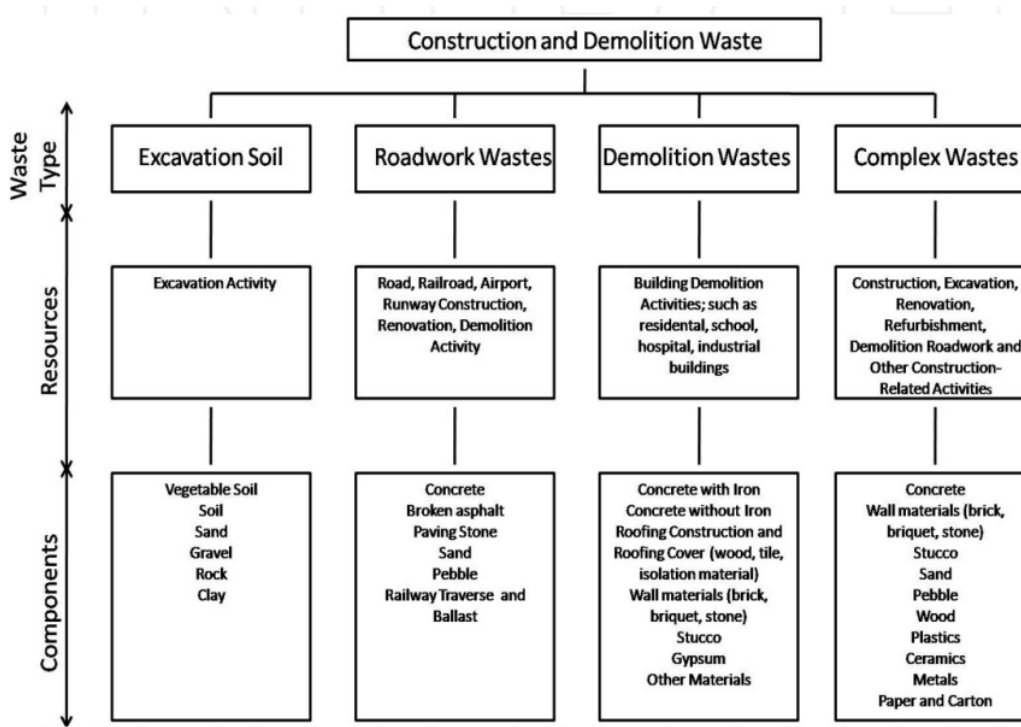 Construction and Demolition Waste
Waste
Type
Excavation Soil
Roadwork Wastes
Demolition Wastes
Complex Wastes
Resources
Excavation Activity
Road, Railroad, Airport,
Runway Construction,
Renovation, Demolition
Activity
Building Demolition
Activities; such as
residental, school,
hospital, industrial
buildings
Construction, Excavation,
Renovation,
Refurbishment,
Demolition Roadwork and
Other Construction-
Related Activities
Components
Vegetable Soil
Soil
Sand
Gravel
Rock
Clay
Concrete
Broken asphalt
Paving Stone
Sand
Pebble
Railway Traverse and
Ballast
Concrete with Iron
Concrete without Iron
Roofing Construction and
Roofing Cover (wood, tile,
isolation material)
Wall materials (brick,
briquet, stone)
Stucco
Gypsum
Other Materials
Concrete
Wall materials (brick,
briquet, stone)
Stucco
Sand
Pebble
Wood
Plastics
Ceramics
Metals
Paper and Carton